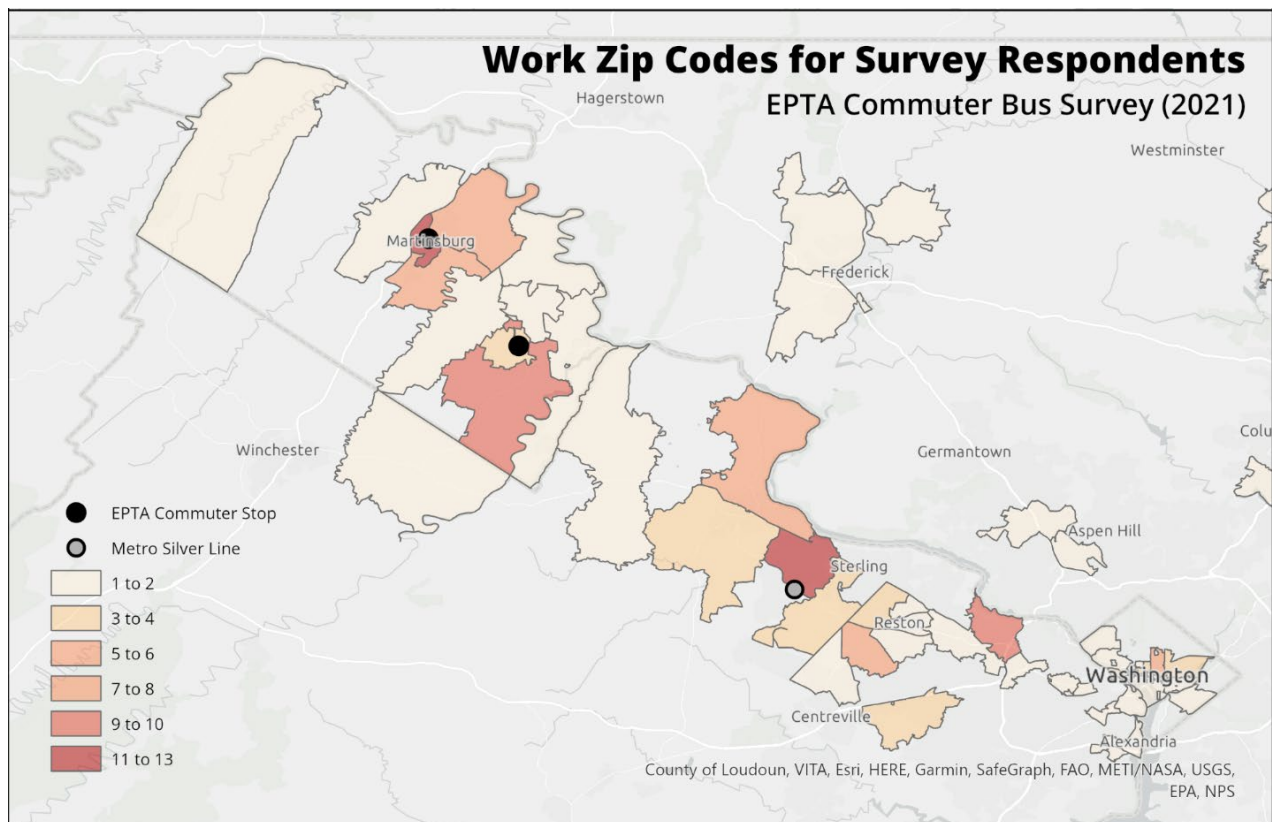 Work Zip Codes for Survey Respondents
EPTA Commuter Bus Survey (2021)
Hagerstown
Westminster
Martinsburg
Frederick
Winchester
Germantown
Colu
Aspen Hill
Sterling
Reston
Washington
Centreville
Alexandria
EPTA Commuter Stop
Metro Silver Line
1 to 2
3 to 4
5 to 6
7 to 8
9 to 10
11 to 13
County of Loudoun, VITA, Esri, HERE, Garmin, SafeGraph, FAO, METI/NASA, USGS,
EPA, NPS